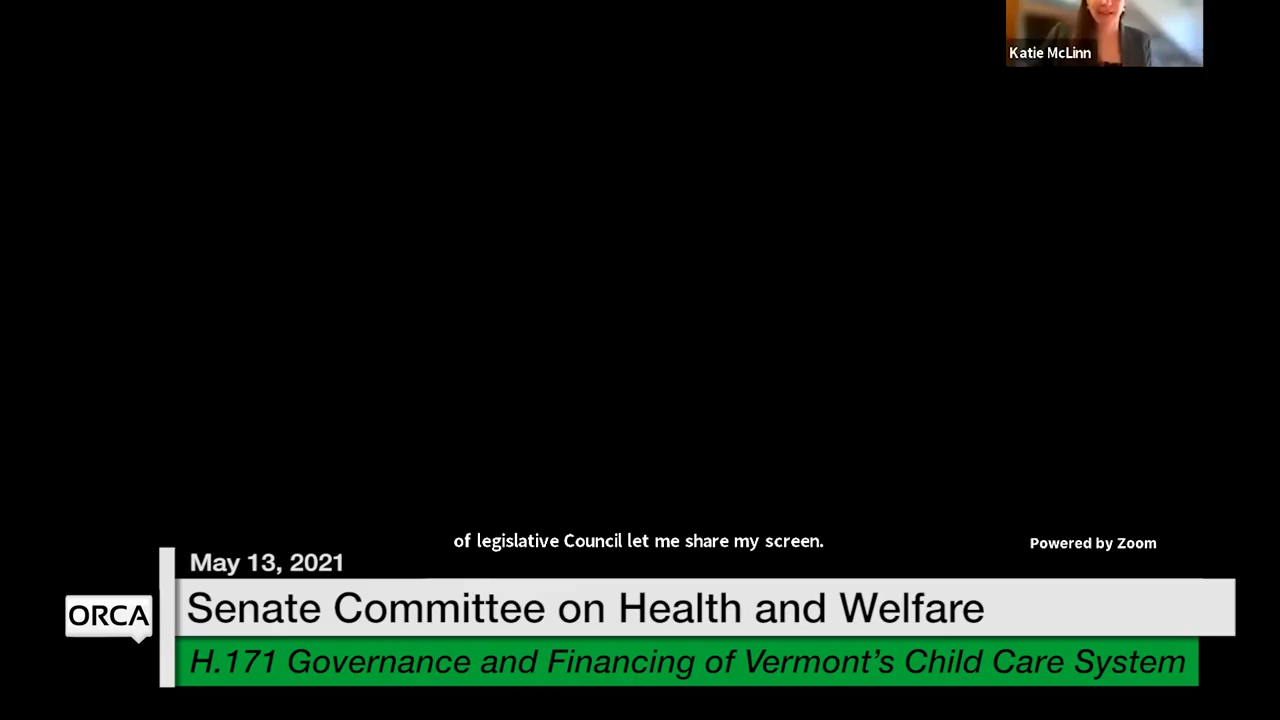 Katie McLinn
of legislative Council let me share my screen.
Powered by Zoom
May 13, 2021
Senate Committee on Health and Welfare
ORCA
H.171 Governance and Financing of Vermont's Child Care System